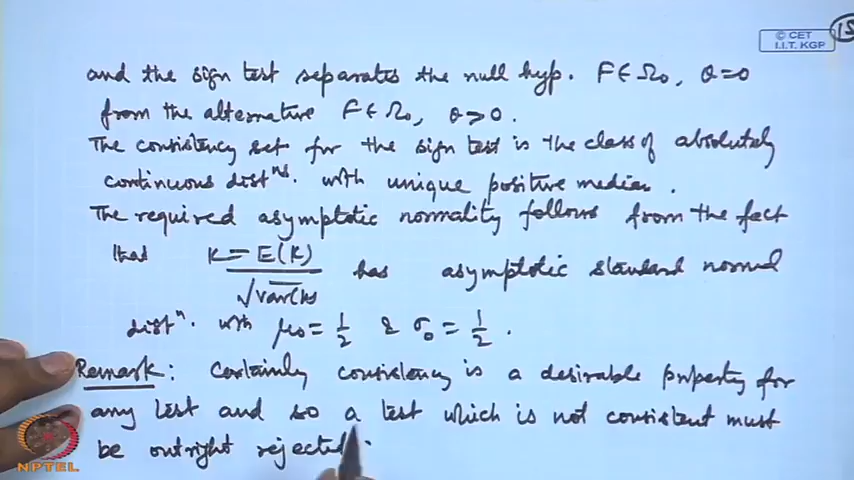 © CET
I.I.T. KGP
15
and the sign test separates the null hyp. F ∈ Ω₀, θ=0
from the alternative F ∈ Ω₀, θ > 0.
The consistency set for the sign test is the class of absolutely
continuous distⁿˢ. with unique positive median.
The required asymptotic normality follows from the fact
that K − E(K) / √Var(K) has asymptotic standard normal
distⁿ. with μ₀ = 1/2 & σ₀ = 1/2.
Remark: Certainly consistency is a desirable property for
any test and so a test which is not consistent must
be outright rejected.
NPTEL